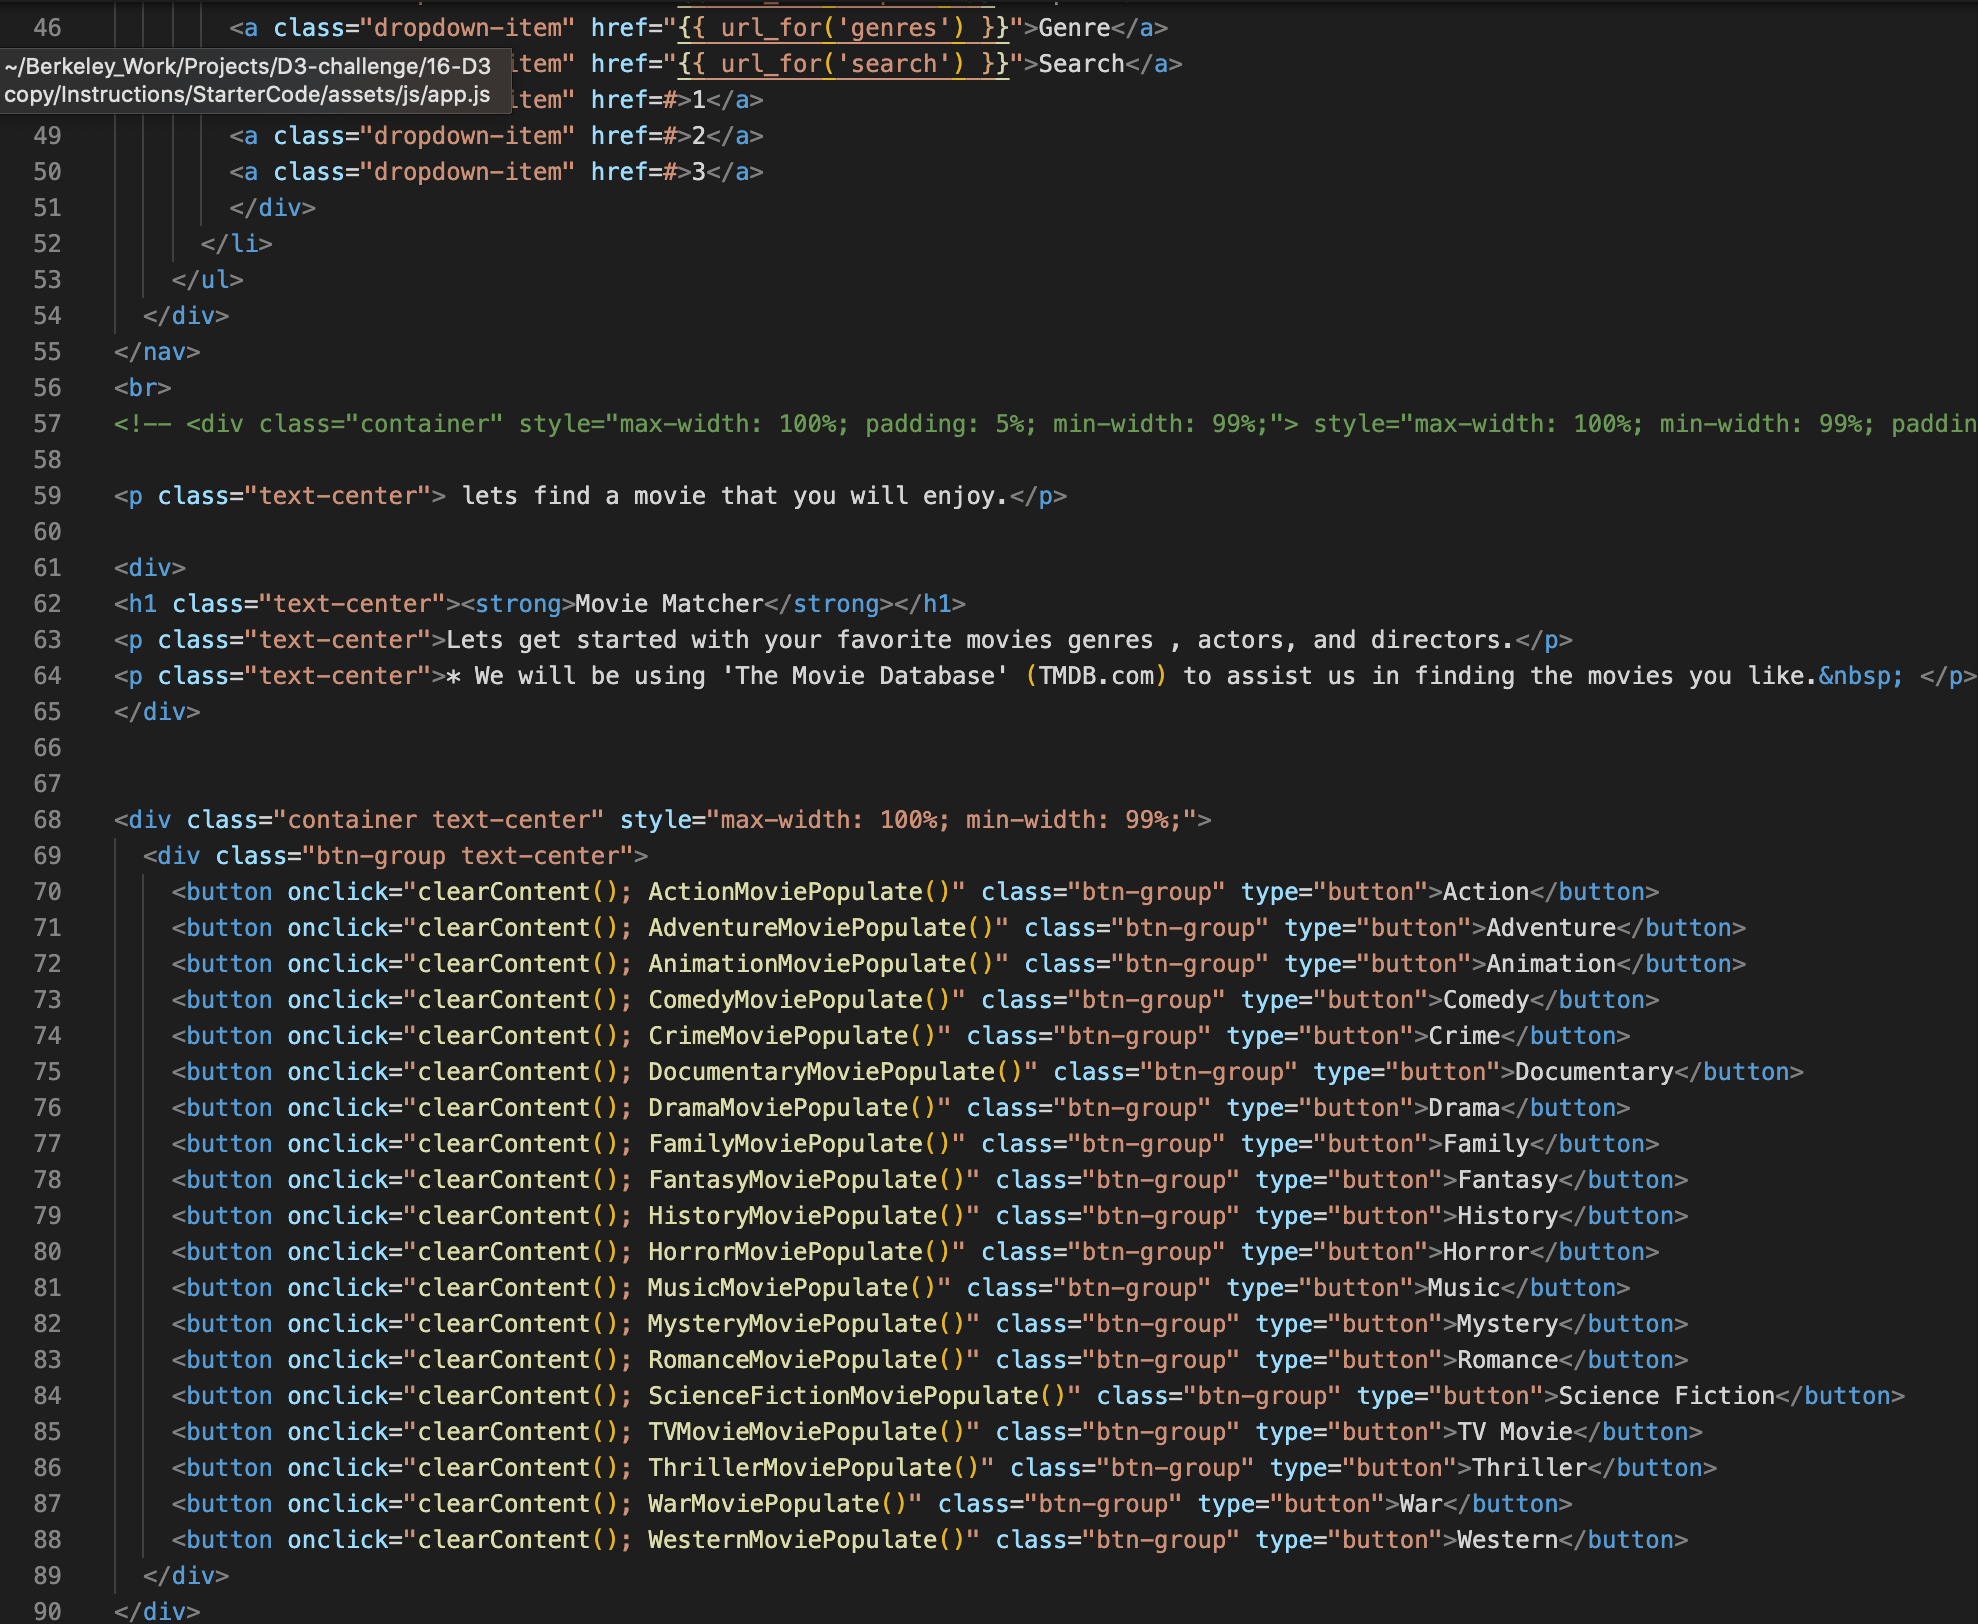 46 <a class="dropdown-item" href="{{ url_for('genres') }}">Genre</a>
~/Berkeley_Work/Projects/D3-challenge/16-D3
copy/Instructions/StarterCode/assets/js/app.js
item" href="{{ url_for('search') }}">Search</a>
item" href=#>1</a>
49 <a class="dropdown-item" href=#>2</a>
50 <a class="dropdown-item" href=#>3</a>
51 </div>
52 </li>
53 </ul>
54 </div>
55 </nav>
56 <br>
57 <!-- <div class="container" style="max-width: 100%; padding: 5%; min-width: 99%;"> style="max-width: 100%; min-width: 99%; paddin
58
59 <p class="text-center"> lets find a movie that you will enjoy.</p>
60
61 <div>
62 <h1 class="text-center"><strong>Movie Matcher</strong></h1>
63 <p class="text-center">Lets get started with your favorite movies genres , actors, and directors.</p>
64 <p class="text-center">* We will be using 'The Movie Database' (TMDB.com) to assist us in finding the movies you like.&nbsp; </p>
65 </div>
66
67
68 <div class="container text-center" style="max-width: 100%; min-width: 99%;">
69 <div class="btn-group text-center">
70 <button onclick="clearContent(); ActionMoviePopulate()" class="btn-group" type="button">Action</button>
71 <button onclick="clearContent(); AdventureMoviePopulate()" class="btn-group" type="button">Adventure</button>
72 <button onclick="clearContent(); AnimationMoviePopulate()" class="btn-group" type="button">Animation</button>
73 <button onclick="clearContent(); ComedyMoviePopulate()" class="btn-group" type="button">Comedy</button>
74 <button onclick="clearContent(); CrimeMoviePopulate()" class="btn-group" type="button">Crime</button>
75 <button onclick="clearContent(); DocumentaryMoviePopulate()" class="btn-group" type="button">Documentary</button>
76 <button onclick="clearContent(); DramaMoviePopulate()" class="btn-group" type="button">Drama</button>
77 <button onclick="clearContent(); FamilyMoviePopulate()" class="btn-group" type="button">Family</button>
78 <button onclick="clearContent(); FantasyMoviePopulate()" class="btn-group" type="button">Fantasy</button>
79 <button onclick="clearContent(); HistoryMoviePopulate()" class="btn-group" type="button">History</button>
80 <button onclick="clearContent(); HorrorMoviePopulate()" class="btn-group" type="button">Horror</button>
81 <button onclick="clearContent(); MusicMoviePopulate()" class="btn-group" type="button">Music</button>
82 <button onclick="clearContent(); MysteryMoviePopulate()" class="btn-group" type="button">Mystery</button>
83 <button onclick="clearContent(); RomanceMoviePopulate()" class="btn-group" type="button">Romance</button>
84 <button onclick="clearContent(); ScienceFictionMoviePopulate()" class="btn-group" type="button">Science Fiction</button>
85 <button onclick="clearContent(); TVMovieMoviePopulate()" class="btn-group" type="button">TV Movie</button>
86 <button onclick="clearContent(); ThrillerMoviePopulate()" class="btn-group" type="button">Thriller</button>
87 <button onclick="clearContent(); WarMoviePopulate()" class="btn-group" type="button">War</button>
88 <button onclick="clearContent(); WesternMoviePopulate()" class="btn-group" type="button">Western</button>
89 </div>
90 </div>